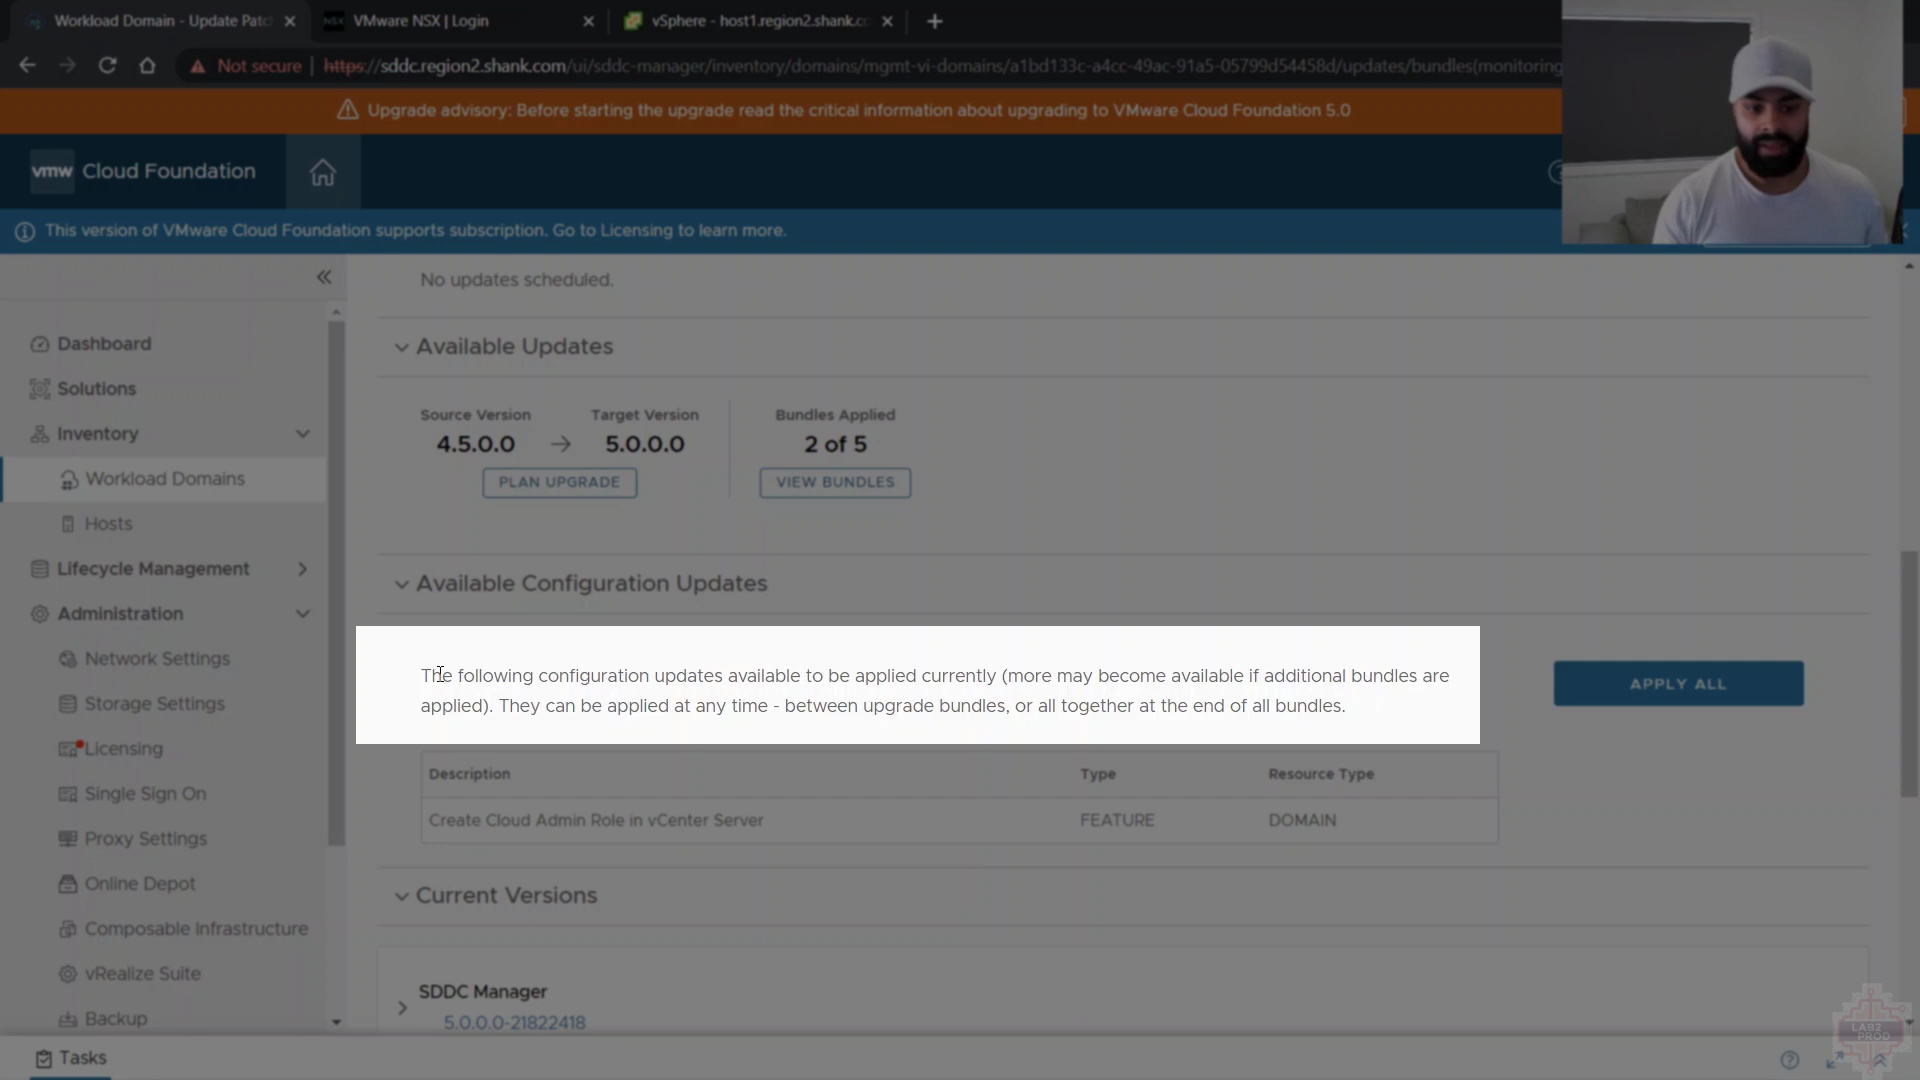 Workload Domain - Update Patc
VMware NSX | Login
vSphere - host1.region2.shank.c
Not secure | https://sddc.region2.shank.com/ui/sddc-manager/inventory/domains/mgmt-vi-domains/a1bd133c-a4cc-49ac-91a5-05799d54458d/updates/bundles(monitoring
Upgrade advisory: Before starting the upgrade read the critical information about upgrading to VMware Cloud Foundation 5.0
vmw Cloud Foundation
This version of VMware Cloud Foundation supports subscription. Go to Licensing to learn more.
Dashboard
Solutions
Inventory
Workload Domains
Hosts
Lifecycle Management
Administration
Network Settings
Storage Settings
Licensing
Single Sign On
Proxy Settings
Online Depot
Composable Infrastructure
vRealize Suite
Backup
No updates scheduled.
Available Updates
Source Version Target Version Bundles Applied
4.5.0.0 → 5.0.0.0 2 of 5
PLAN UPGRADE VIEW BUNDLES
Available Configuration Updates
The following configuration updates available to be applied currently (more may become available if additional bundles are
applied). They can be applied at any time - between upgrade bundles, or all together at the end of all bundles.
APPLY ALL
Description Type Resource Type
Create Cloud Admin Role in vCenter Server FEATURE DOMAIN
Current Versions
SDDC Manager
5.0.0.0-21822418
Tasks
LAB2
PROD